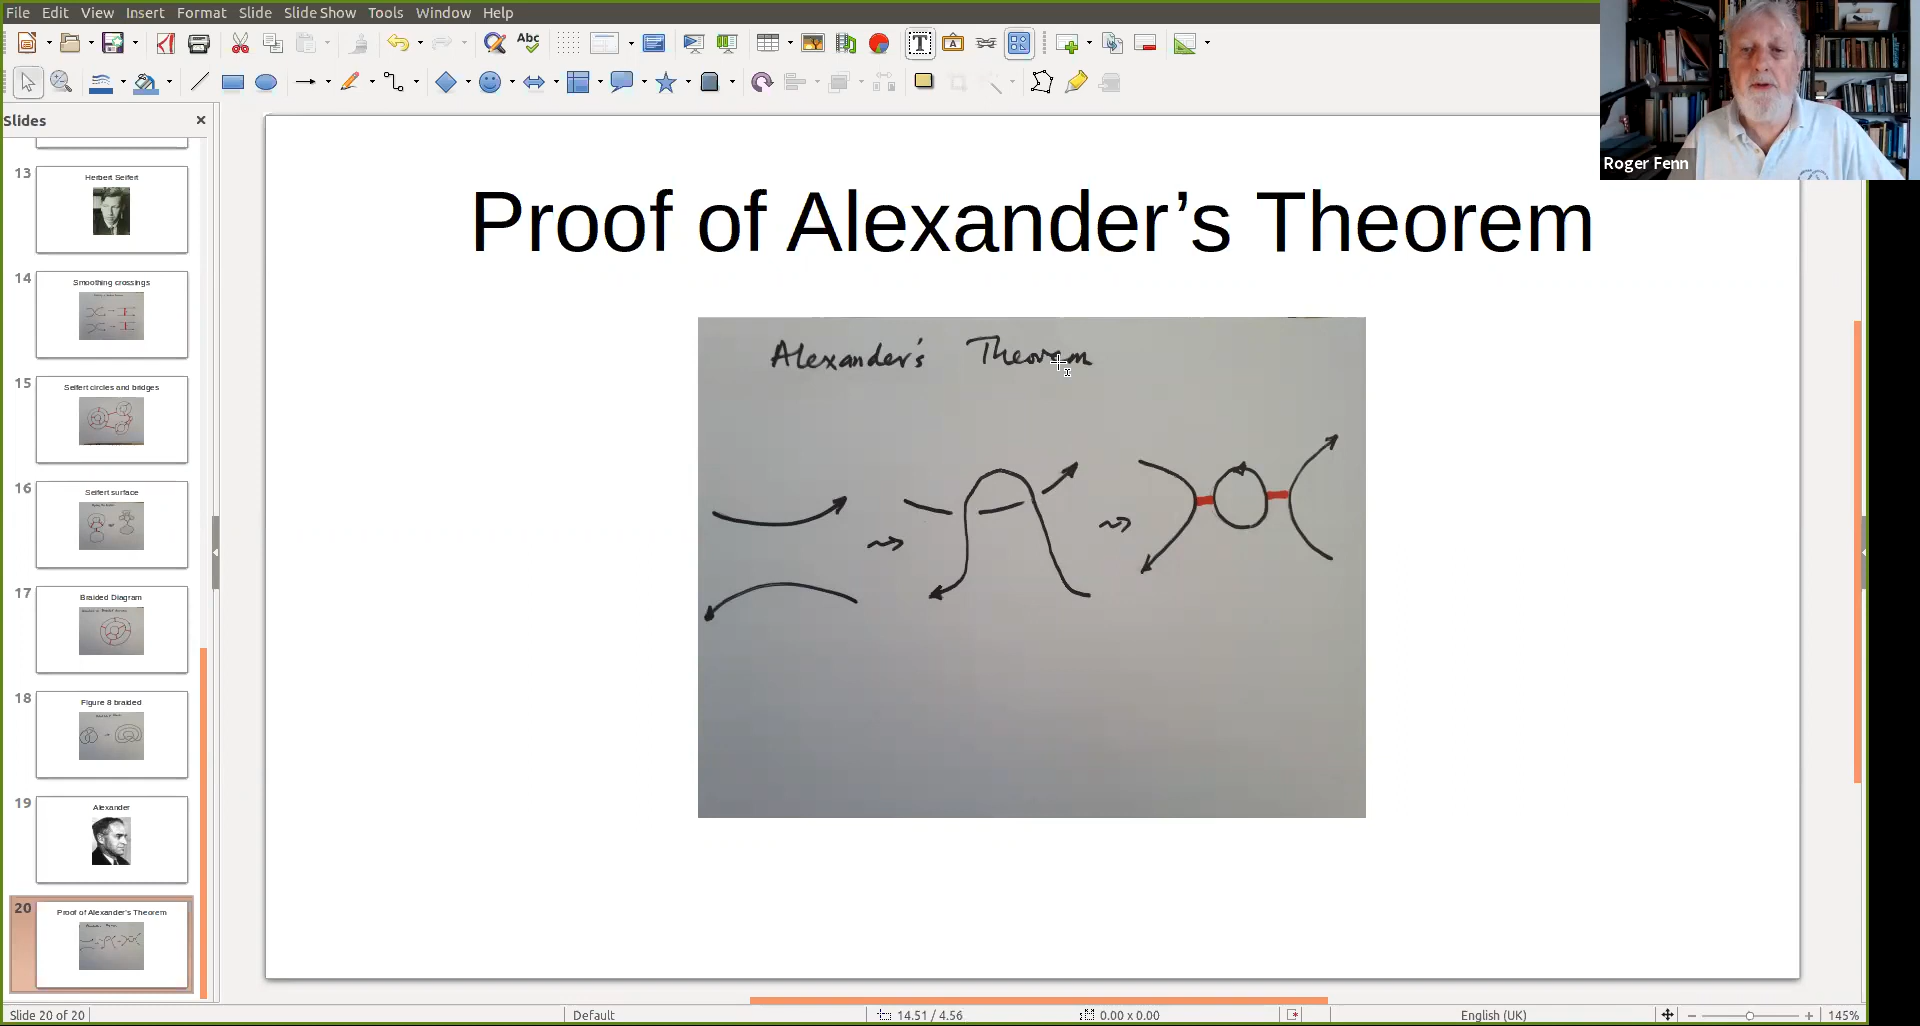 File Edit View Insert Format Slide Slide Show Tools Window Help
Abc
T
A
Slides
13
Herbert Seifert
14
Smoothing crossings
15
Seifert circles and bridges
16
Seifert surface
17
Braided Diagram
18
Figure 8 braided
19
Alexander
20
Proof of Alexander's Theorem
Proof of Alexander’s Theorem
Alexander's Theorem
Roger Fenn
Slide 20 of 20
Default
14.51 / 4.56
0.00 x 0.00
English (UK)
145%